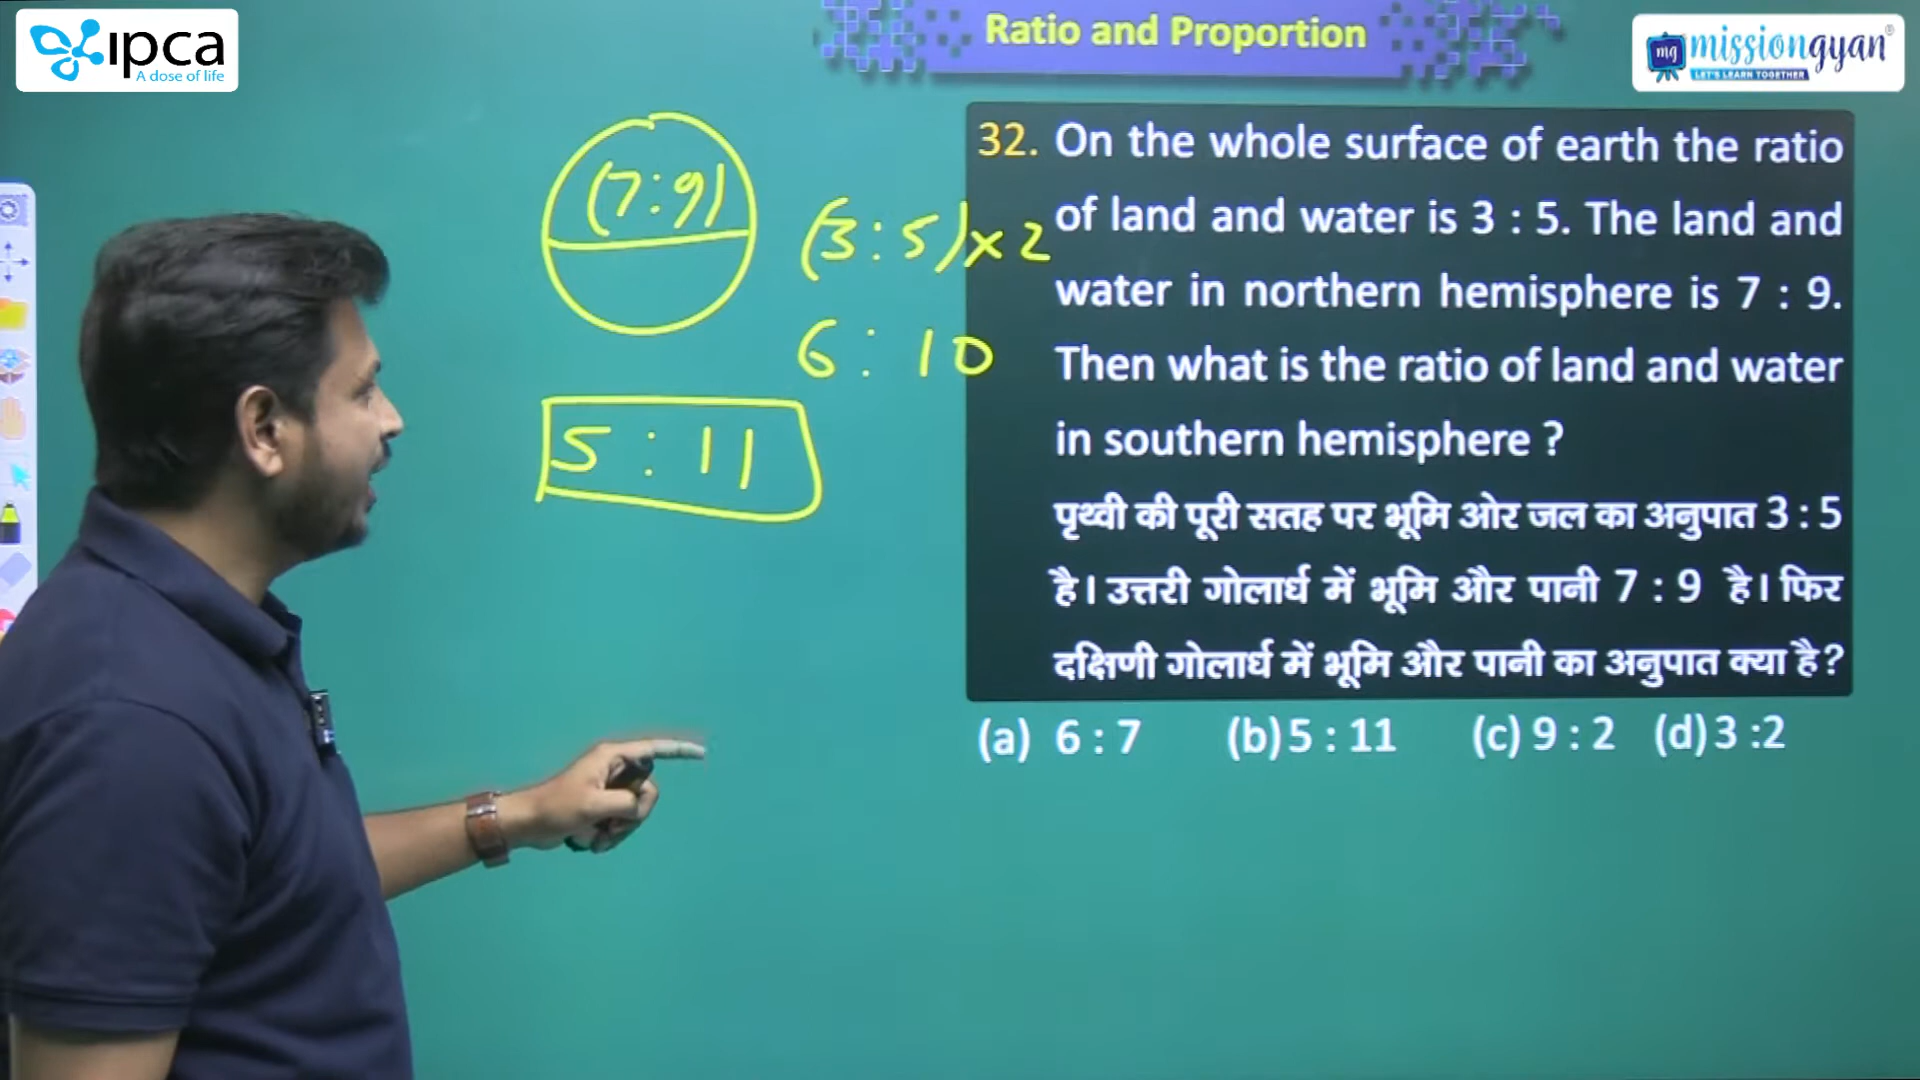 ipca
A dose of life
Ratio and Proportion
mg missiongyan®
LET'S LEARN TOGETHER
(7:9)
(3:5)×2
6 : 10
5 : 11
32. On the whole surface of earth the ratio
of land and water is 3 : 5. The land and
water in northern hemisphere is 7 : 9.
Then what is the ratio of land and water
in southern hemisphere ?
पृथ्वी की पूरी सतह पर भूमि ओर जल का अनुपात 3 : 5
है। उत्तरी गोलार्ध में भूमि और पानी 7 : 9 है। फिर
दक्षिणी गोलार्ध में भूमि और पानी का अनुपात क्या है?
(a) 6 : 7 (b) 5 : 11 (c) 9 : 2 (d) 3 :2